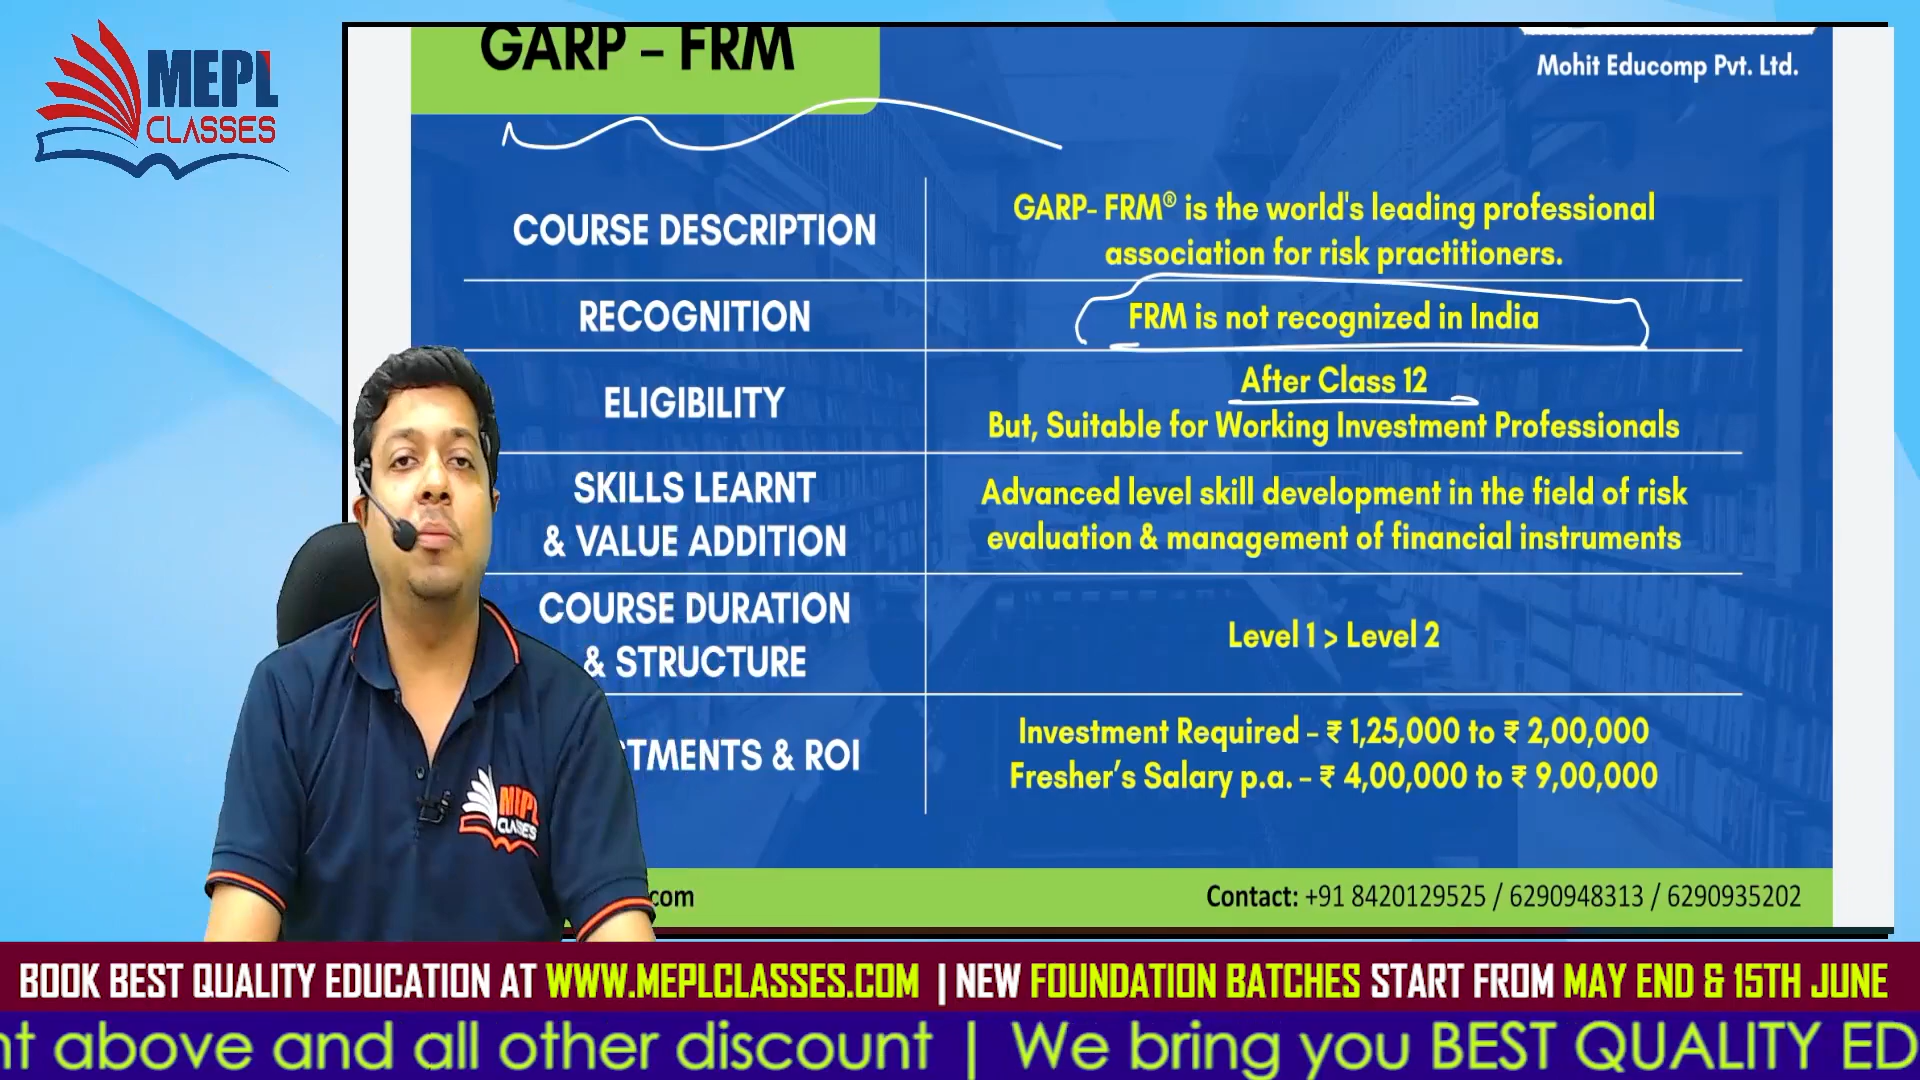 MEPL
CLASSES
GARP – FRM
Mohit Educomp Pvt. Ltd.
COURSE DESCRIPTION
GARP- FRM® is the world's leading professional
association for risk practitioners.
RECOGNITION
FRM is not recognized in India
ELIGIBILITY
After Class 12
But, Suitable for Working Investment Professionals
SKILLS LEARNT
& VALUE ADDITION
Advanced level skill development in the field of risk
evaluation & management of financial instruments
COURSE DURATION
& STRUCTURE
Level 1 > Level 2
TMENTS & ROI
Investment Required – ₹ 1,25,000 to ₹ 2,00,000
Fresher's Salary p.a. – ₹ 4,00,000 to ₹ 9,00,000
MEPL
CLASSES
.com
Contact: +91 8420129525 / 6290948313 / 6290935202
BOOK BEST QUALITY EDUCATION AT WWW.MEPLCLASSES.COM | NEW FOUNDATION BATCHES START FROM MAY END & 15TH JUNE
nt above and all other discount | We bring you BEST QUALITY ED